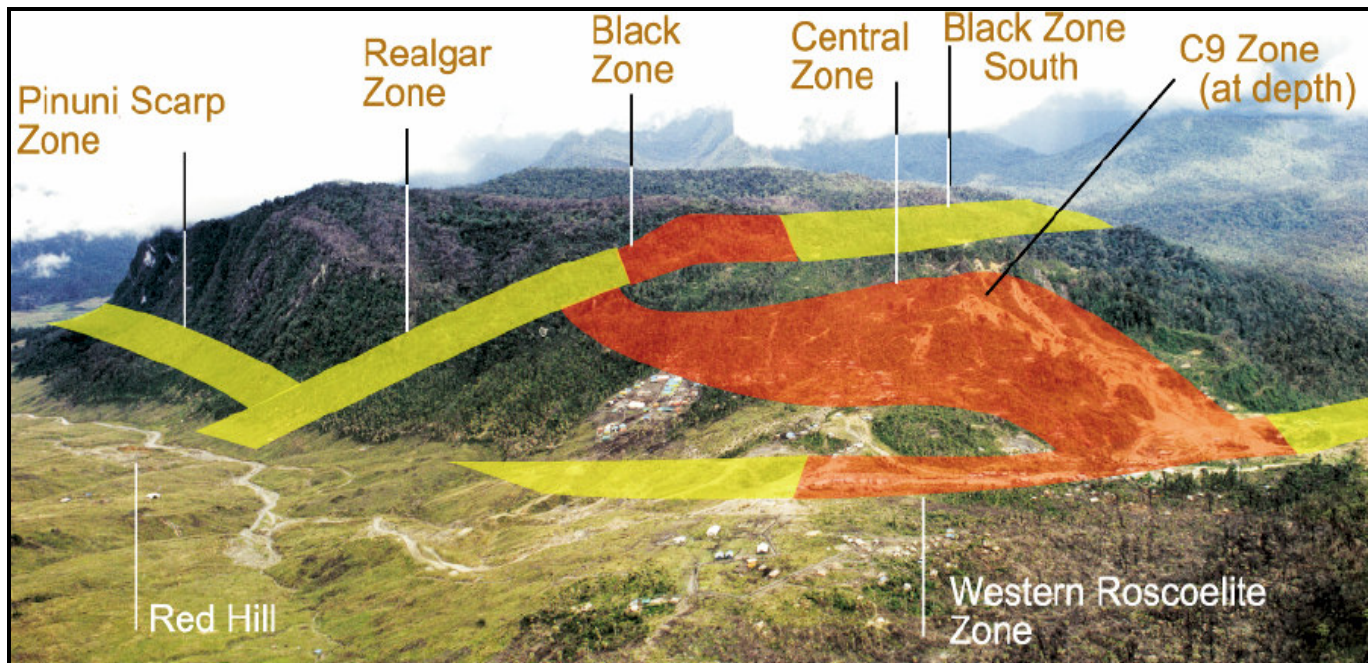 Pinuni Scarp
Zone
Realgar
Zone
Black
Zone
Central
Zone
Black Zone
South
C9 Zone
(at depth)
Red Hill
Western Roscoelite
Zone